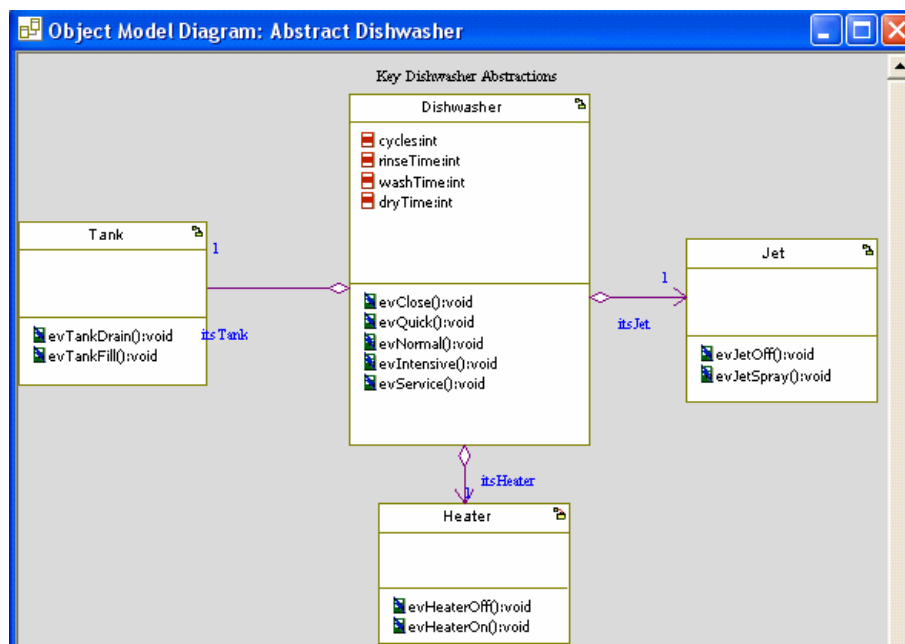 Object Model Diagram: Abstract Dishwasher
Key Dishwasher Abstractions
Dishwasher
cycles:int
rinseTime:int
washTime:int
dryTime:int
evClose():void
evQuick():void
evNormal():void
evIntensive():void
evService():void
Tank
1
evTankDrain():void
evTankFill():void
itsTank
Jet
1
itsJet
evJetOff():void
evJetSpray():void
itsHeater
1
Heater
evHeaterOff():void
evHeaterOn():void